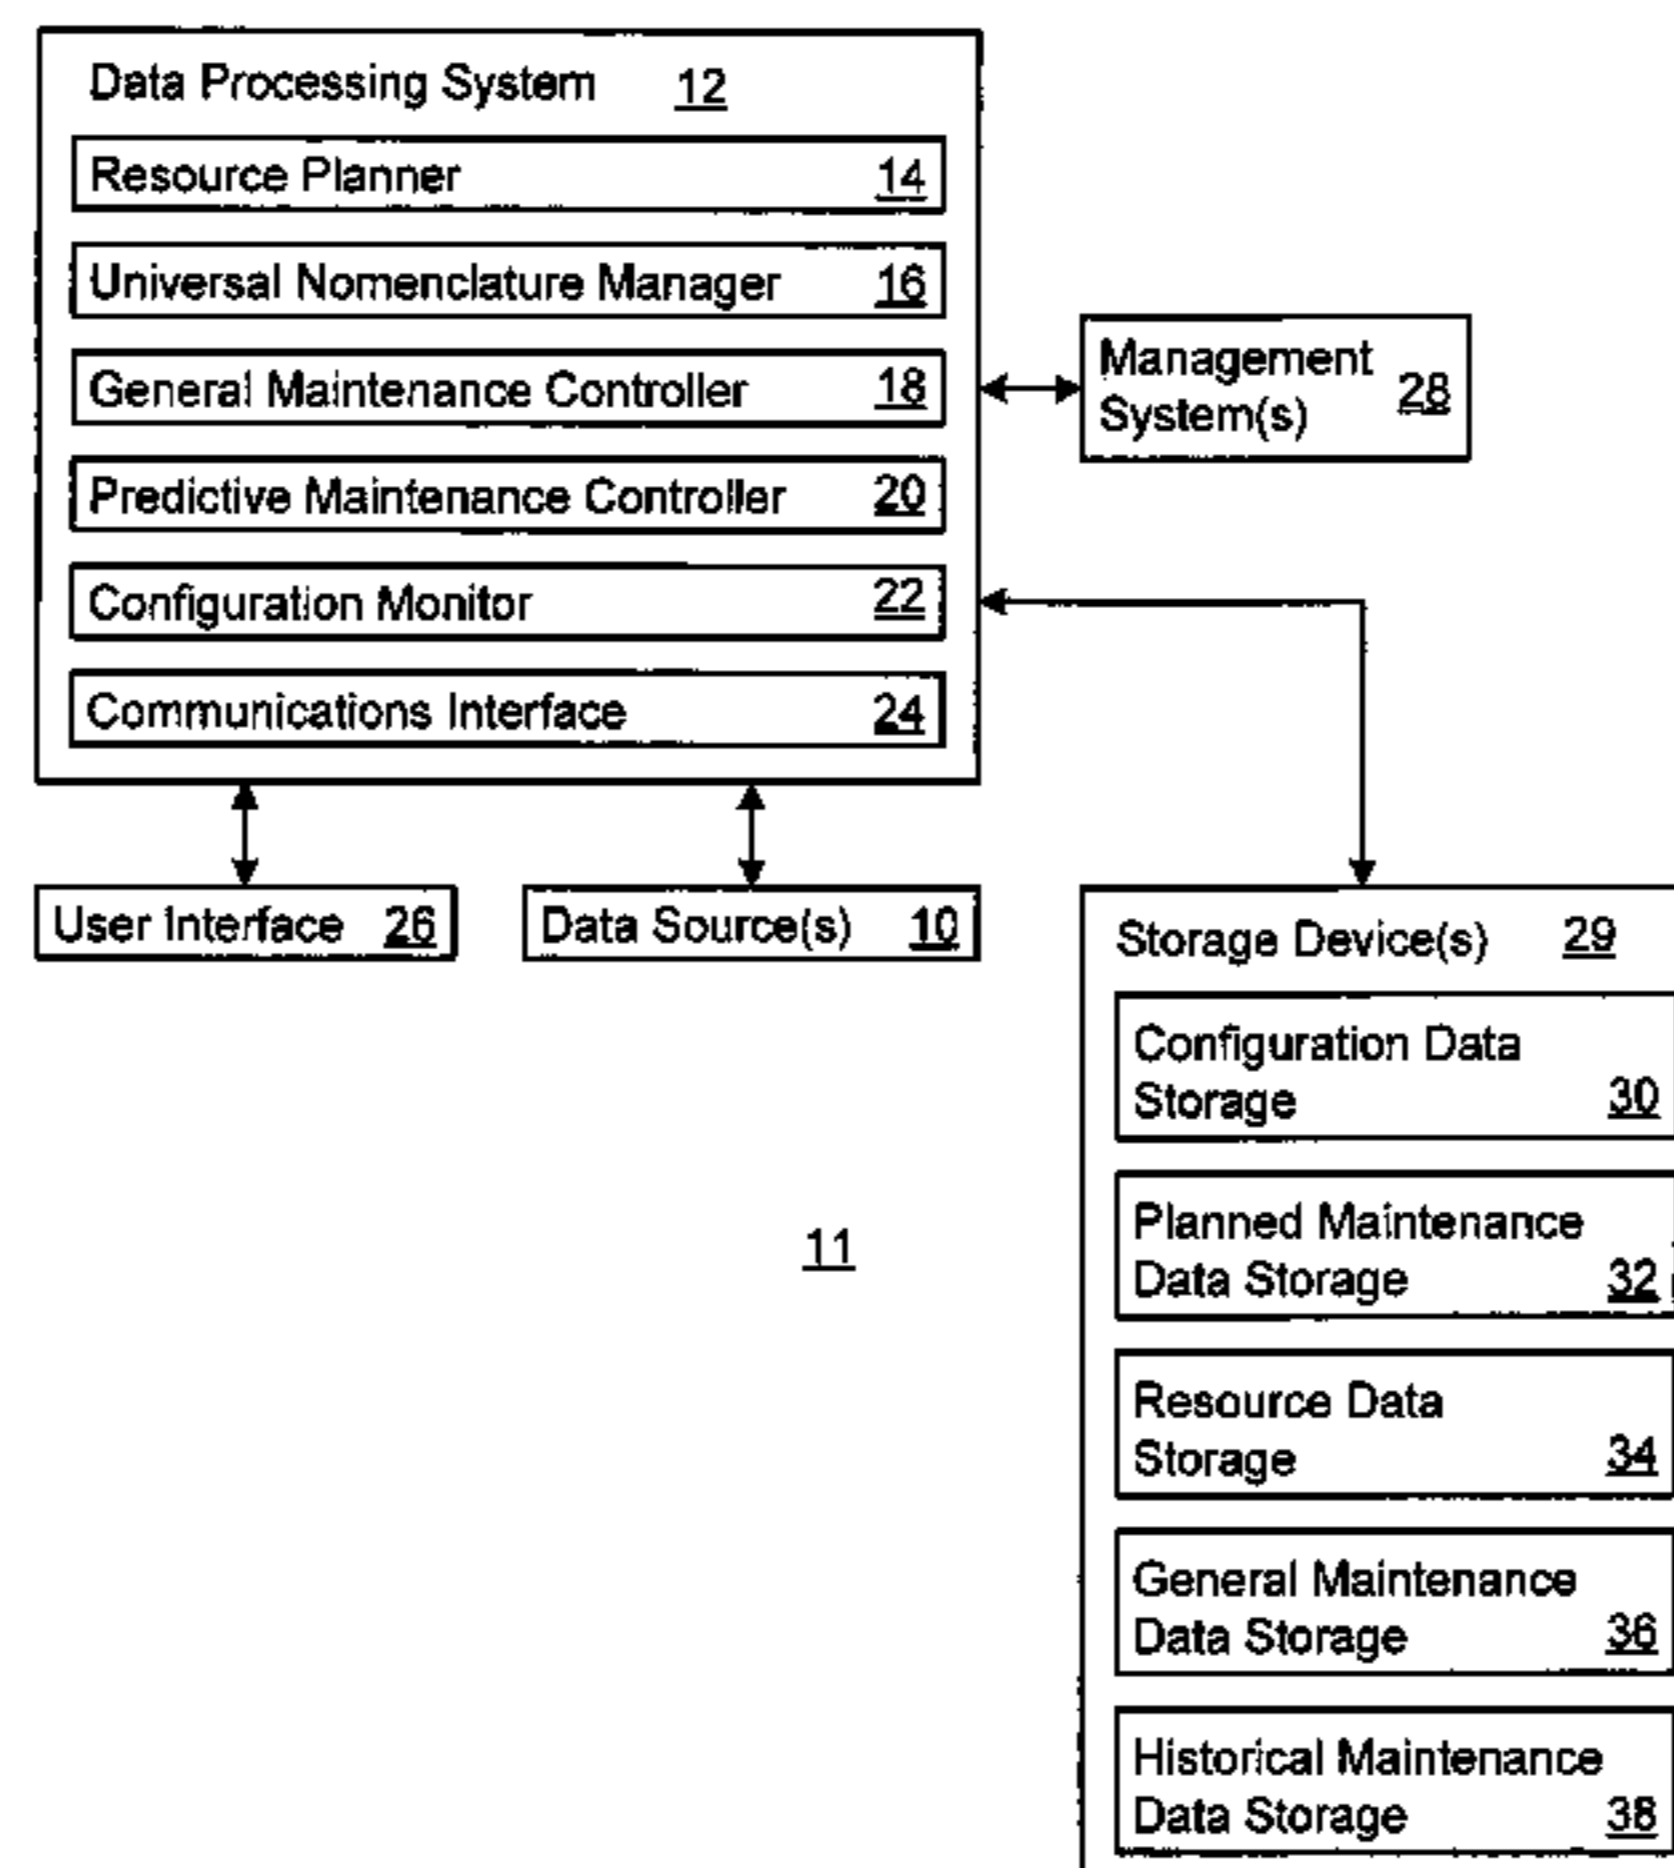 Data Processing System 12
Resource Planner 14
Universal Nomenclature Manager 16
General Maintenance Controller 18
Predictive Maintenance Controller 20
Configuration Monitor 22
Communications Interface 24
Management
System(s) 28
User Interface 26
Data Source(s) 10
Storage Device(s) 29
Configuration Data
Storage 30
Planned Maintenance
Data Storage 32
Resource Data
Storage 34
General Maintenance
Data Storage 36
Historical Maintenance
Data Storage 38
11